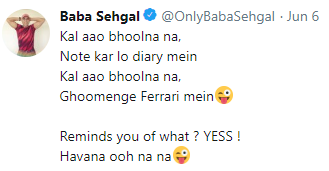 Baba Sehgal @OnlyBabaSehgal · Jun 6
Kal aao bhoolna na,
Note kar lo diary mein
Kal aao bhoolna na,
Ghoomenge Ferrari mein😜

Reminds you of what ? YESS !
Havana ooh na na😜